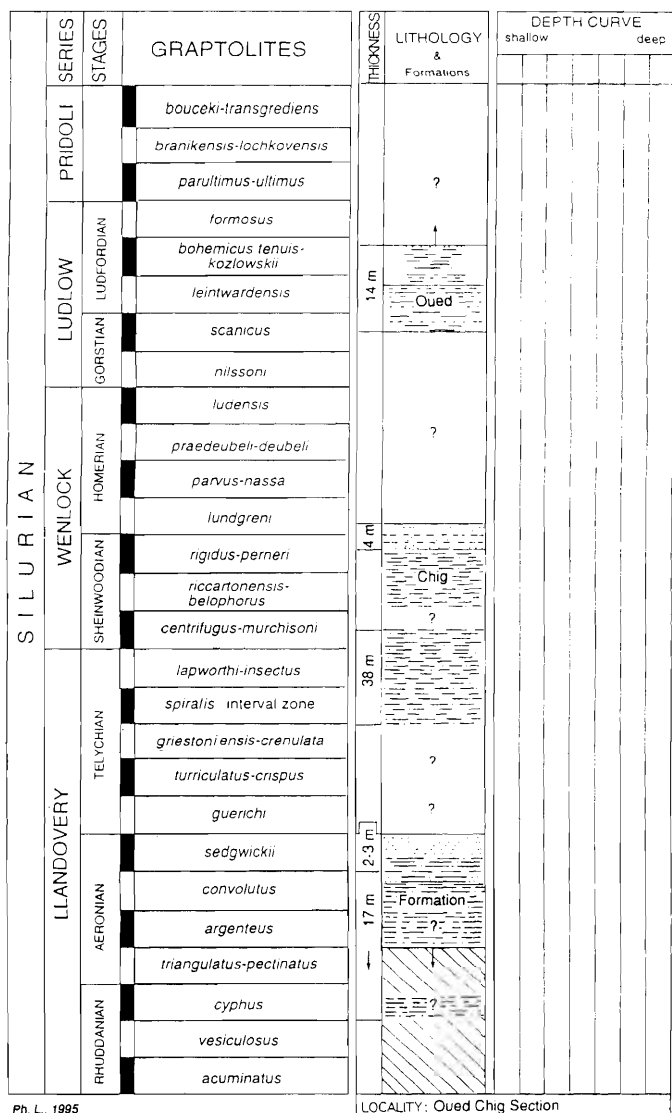 SERIES
STAGES
GRAPTOLITES
THICKNESS
LITHOLOGY
&
Formations
DEPTH CURVE
shallow deep
SILURIAN
PRIDOLI
bouceki-transgrediens
branikensis-lochkovensis
parultimus-ultimus
?
LUDLOW
LUDFORDIAN
formosus
bohemicus tenuis-
kozlowskii
leintwardensis
14 m
Oued
GORSTIAN
scanicus
nilssoni
WENLOCK
HOMERIAN
ludensis
praedeubeli-deubeli
parvus-nassa
lundgreni
?
4 m
SHEINWOODIAN
rigidus-perneri
riccartonensis-
belophorus
centrifugus-murchisoni
Chig
?
38 m
LLANDOVERY
TELYCHIAN
lapworthi-insectus
spiralis interval zone
griestoniensis-crenulata
turriculatus-crispus
guerichi
?
?
AERONIAN
sedgwickii
convolutus
argenteus
triangulatus-pectinatus
2-3 m
17 m
Formation
?
RHUDDANIAN
cyphus
vesiculosus
acuminatus
?
Ph. L., 1995
LOCALITY: Oued Chig Section